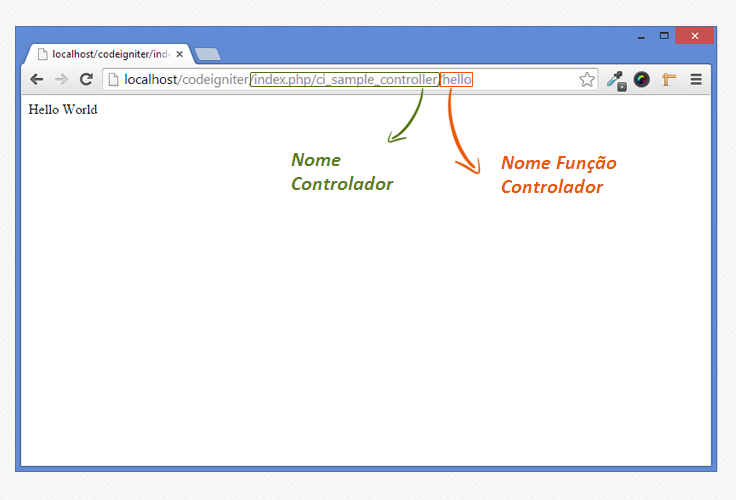 localhost/codeigniter/ind
localhost/codeigniter/index.php/ci_sample_controller/hello
Hello World
Nome
Controlador
Nome Função
Controlador